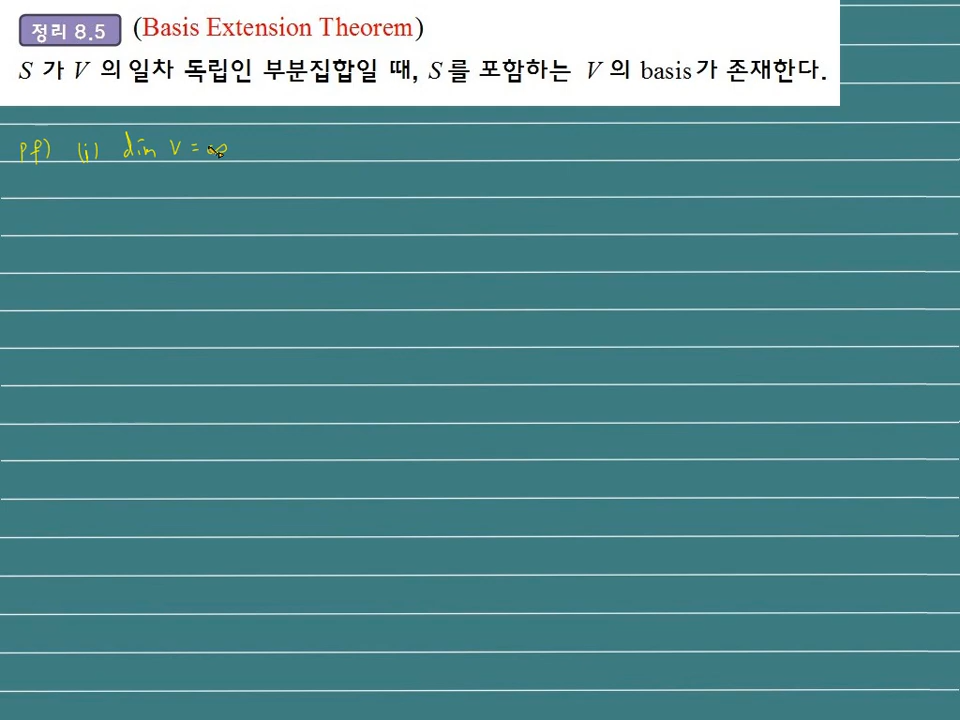 정리 8.5 (Basis Extension Theorem)
S 가 V 의 일차 독립인 부분집합일 때, S 를 포함하는 V 의 basis 가 존재한다.
pf) (i) dim V = ∞